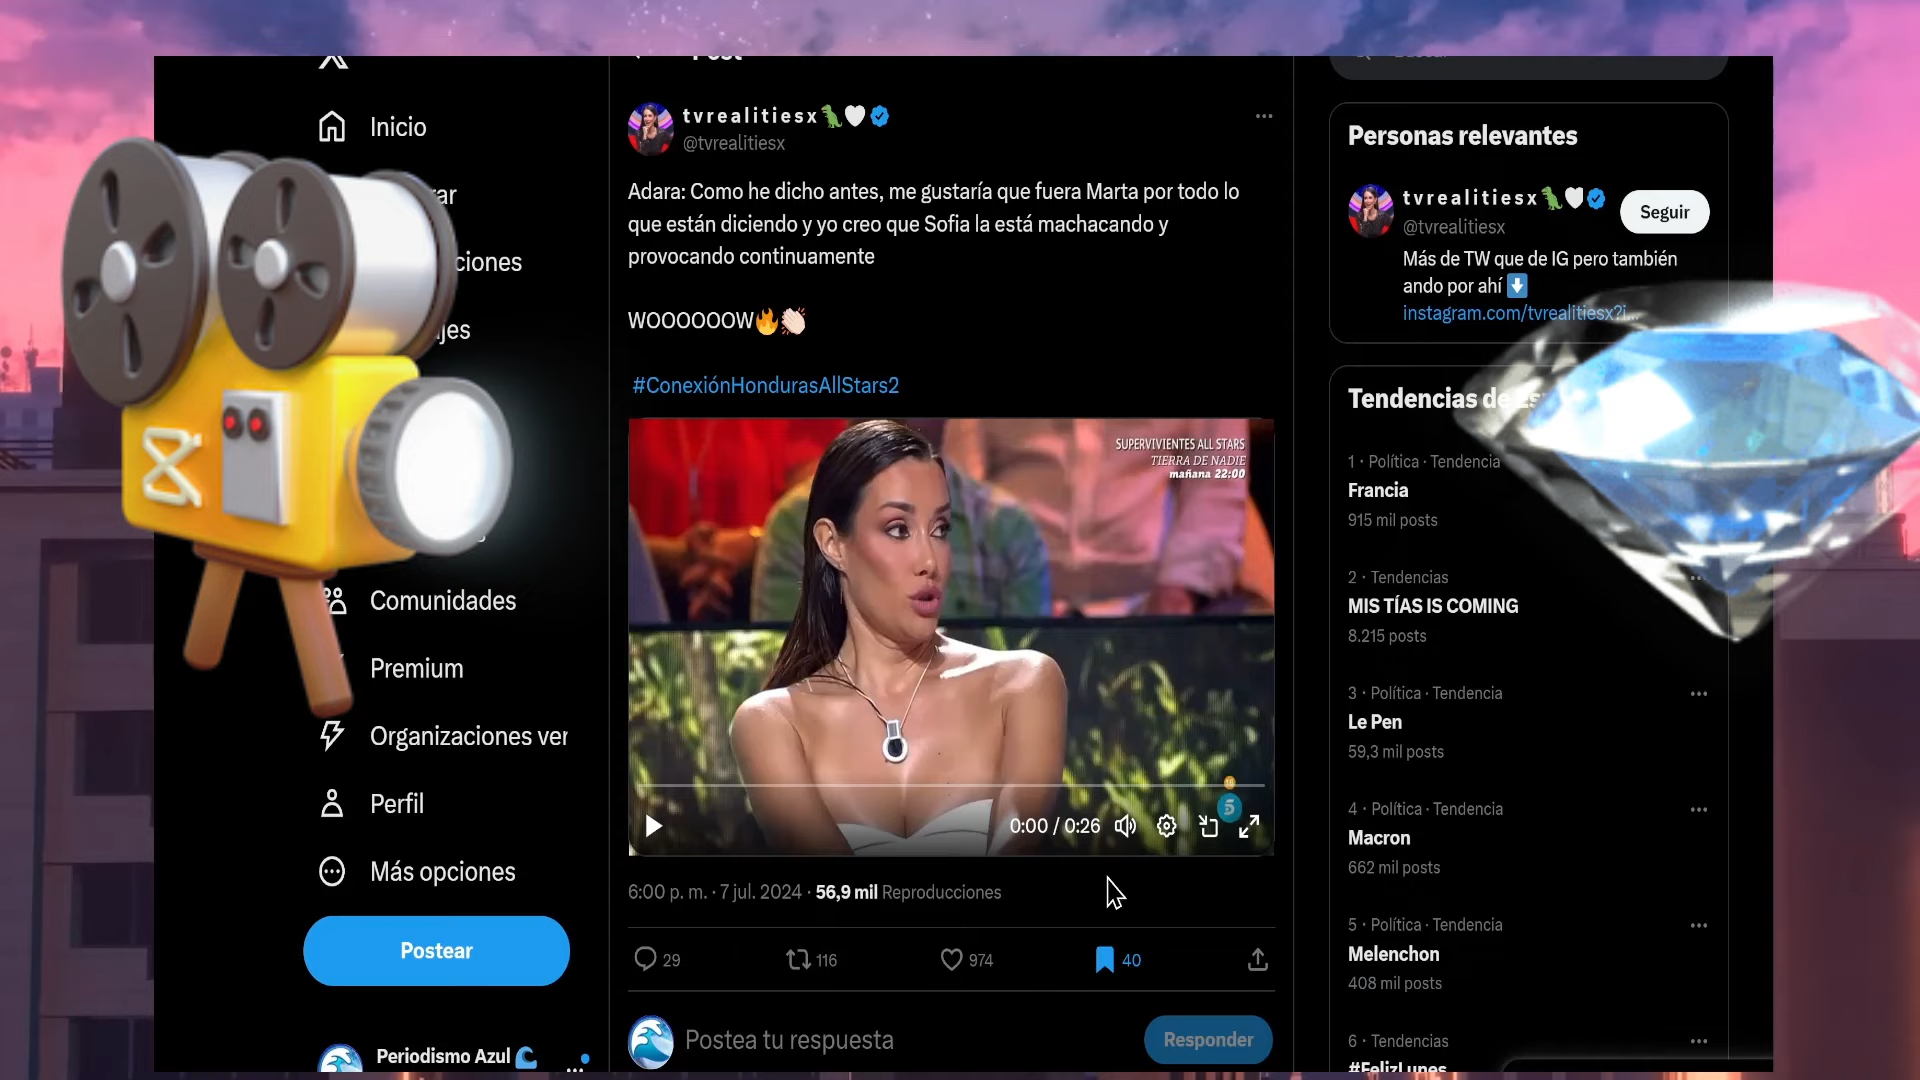 Inicio
ciones
Comunidades
Premium
Organizaciones ver
Perfil
Más opciones
Postear
Periodismo Azul
Post
tvrealitiesx
@tvrealitiesx
Adara: Como he dicho antes, me gustaría que fuera Marta por todo lo
que están diciendo y yo creo que Sofia la está machacando y
provocando continuamente
WOOOOOOW🔥👏🏻
#ConexiónHondurasAllStars2
SUPERVIVIENTES ALL STARS
TIERRA DE NADIE
mañana 22:00
5
0:00 / 0:26
6:00 p. m. · 7 jul. 2024 · 56,9 mil Reproducciones
29
116
974
40
Postea tu respuesta
Responder
Personas relevantes
tvrealitiesx
@tvrealitiesx
Seguir
Más de TW que de IG pero también
ando por ahí ⬇️
instagram.com/tvrealitiesx?i...
Tendencias de
1 · Política · Tendencia
Francia
915 mil posts
2 · Tendencias
MIS TÍAS IS COMING
8.215 posts
3 · Política · Tendencia
Le Pen
59,3 mil posts
4 · Política · Tendencia
Macron
662 mil posts
5 · Política · Tendencia
Melenchon
408 mil posts
6 · Tendencias
#FelizLunes